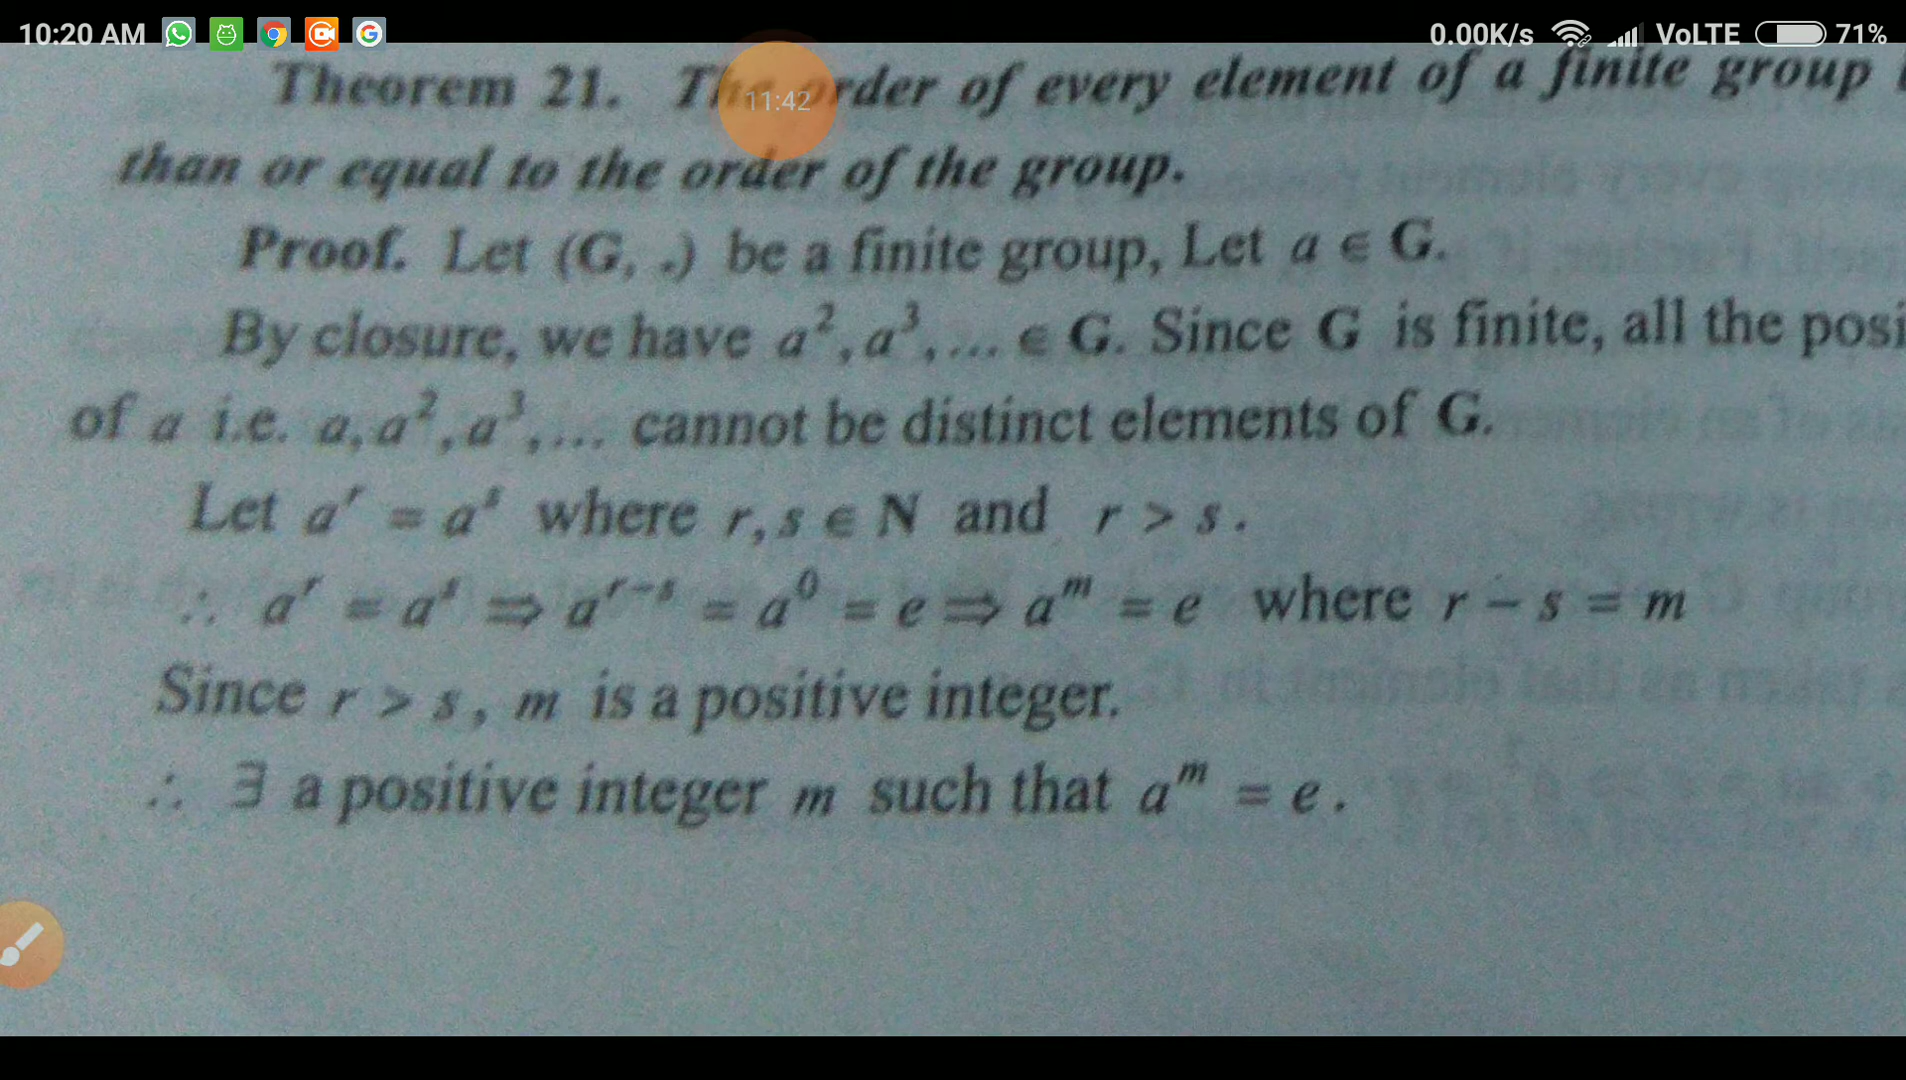 10:20 AM 0.00K/s VoLTE 71%
Theorem 21. The order of every element of a finite group
11:42
than or equal to the order of the group.
Proof. Let (G, .) be a finite group, Let a ∈ G.
By closure, we have a², a³, ... ∈ G. Since G is finite, all the posi
of a i.e. a, a², a³, ... cannot be distinct elements of G.
Let aʳ = aˢ where r, s ∈ N and r > s.
∴ aʳ = aˢ ⇒ aʳ⁻ˢ = a⁰ = e ⇒ aᵐ = e where r – s = m
Since r > s, m is a positive integer.
∴ ∃ a positive integer m such that aᵐ = e.